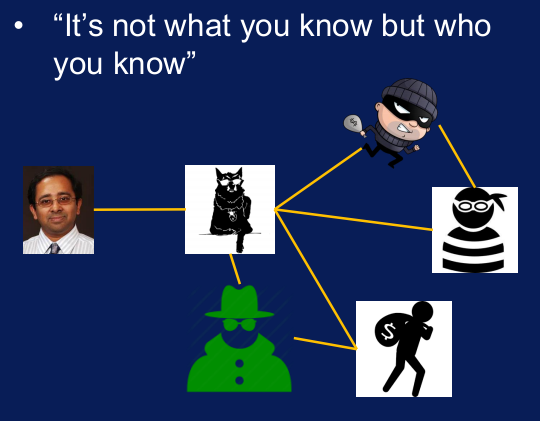 • “It’s not what you know but who
you know”
$
$